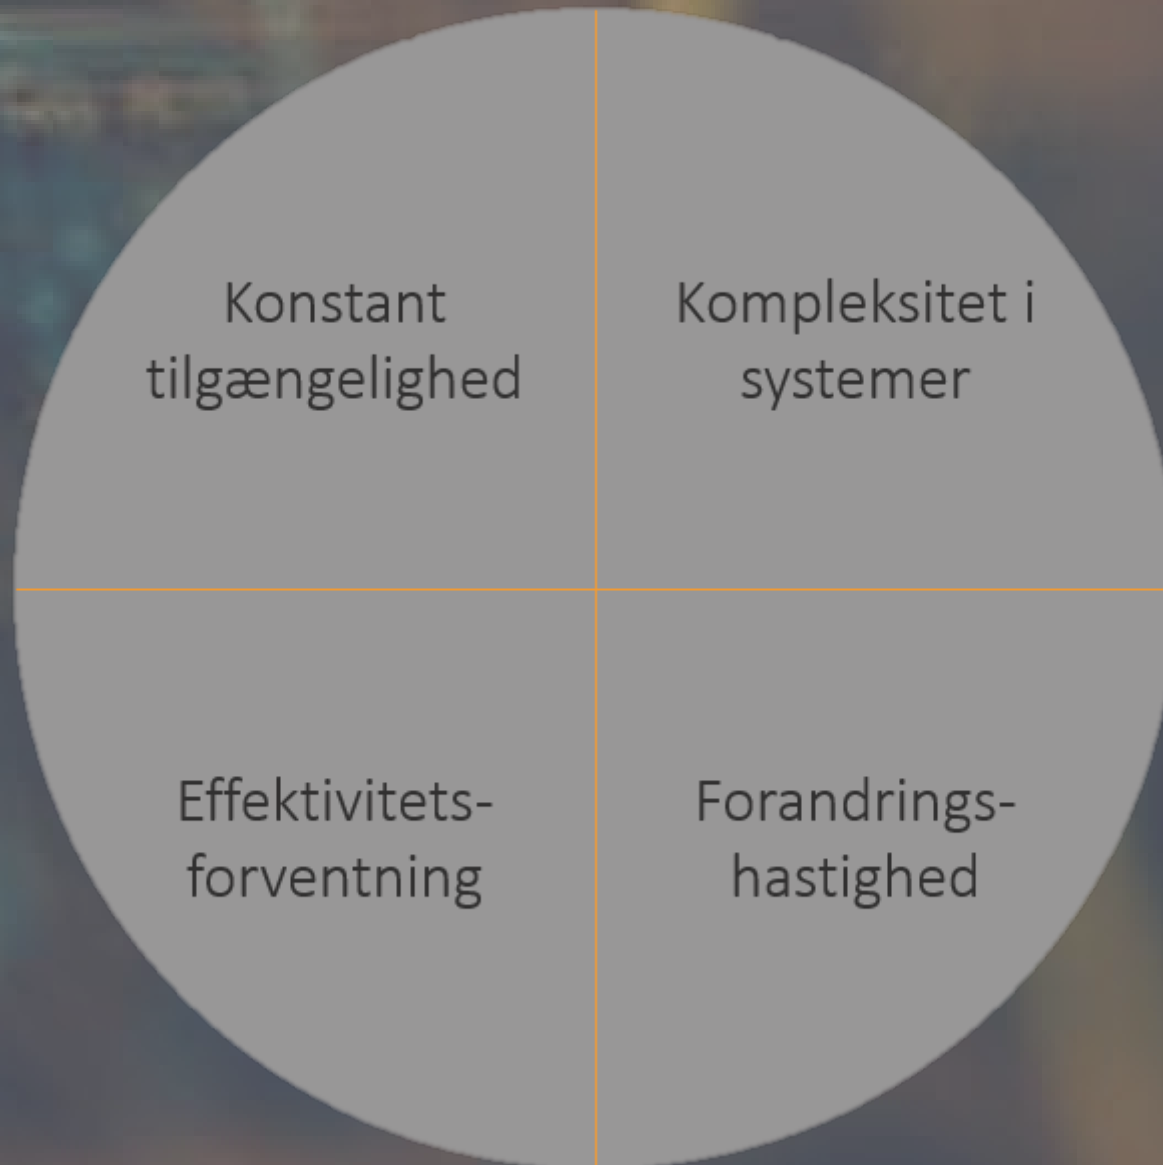 Konstant
tilgængelighed
Kompleksitet i
systemer
Effektivitets-
forventning
Forandrings-
hastighed